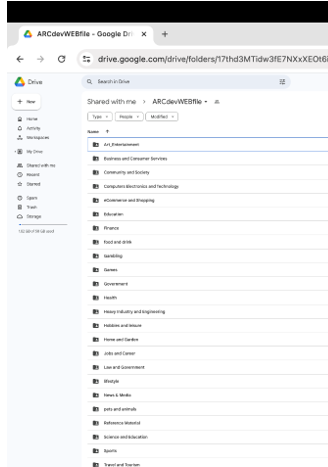 ARCdevWEBfile - Google Dri
drive.google.com/drive/folders/17thd3MTidw3fE7NXxXEOt6i
Drive
Search in Drive
New
Shared with me > ARCdevWEBfile
Type
People
Modified
Home
Activity
Workspaces
My Drive
Shared with me
Recent
Starred
Spam
Trash
Storage
Name
Art_Entertainment
Business and Consumer Services
Community and Society
Computers Electronics and Technology
eCommerce and Shopping
Education
Finance
food and drink
Gambling
Games
Government
Health
Heavy Industry and Engineering
Hobbies and leisure
Home and Garden
Jobs and Career
Law and Government
lifestyle
News & Media
pets and animals
Reference Material
Science and Education
Sports
Travel and Tourism